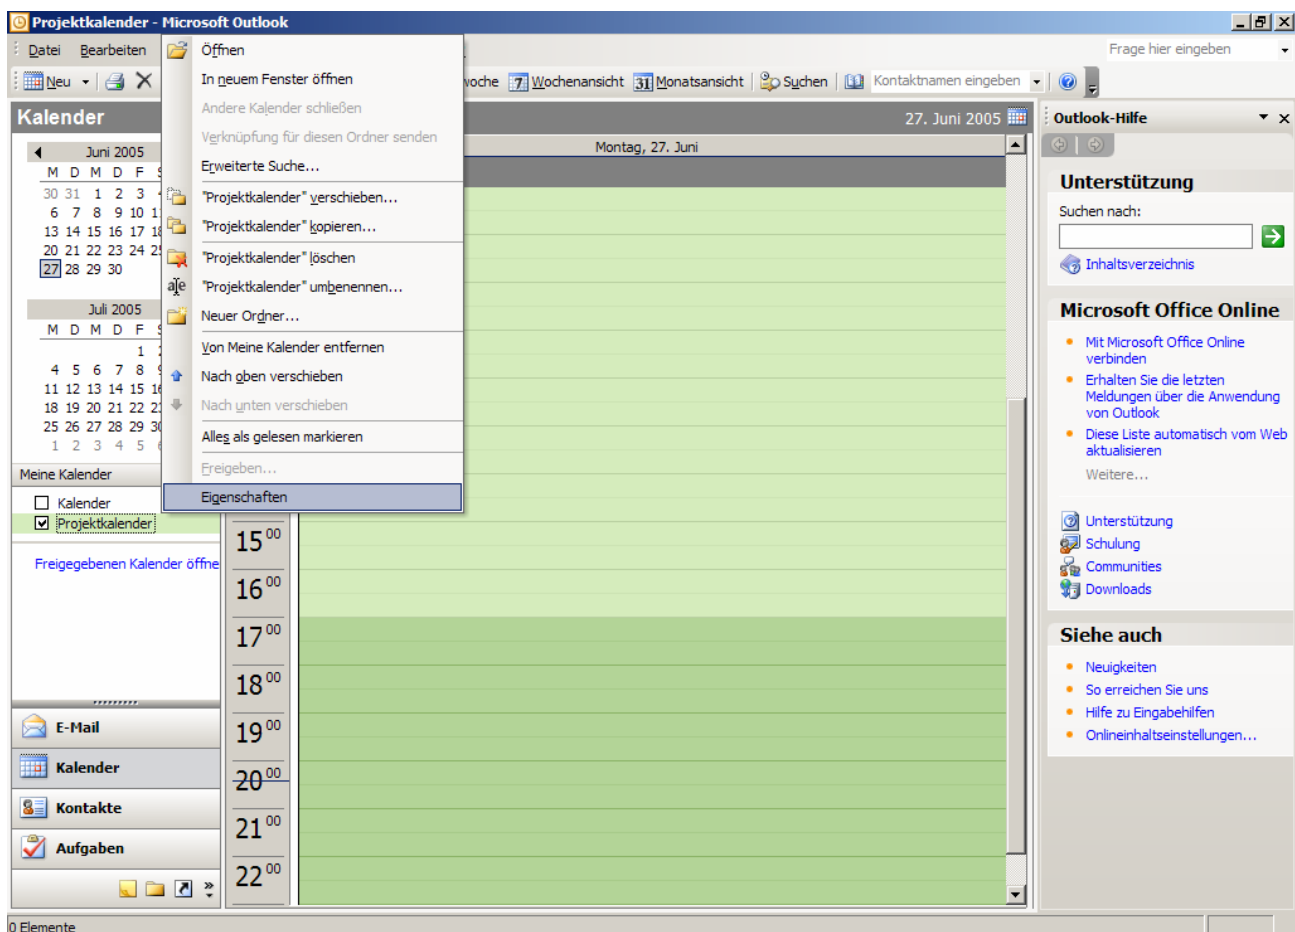 Projektkalender - Microsoft Outlook
Datei Bearbeiten
Frage hier eingeben
Neu
woche 7 Wochenansicht 31 Monatsansicht Suchen Kontaktnamen eingeben
Kalender
27. Juni 2005
Juni 2005
M D M D F
30 31 1 2 3
6 7 8 9 10
13 14 15 16 17
20 21 22 23 24
27 28 29 30
Juli 2005
M D M D F
1
4 5 6 7 8
11 12 13 14 15
18 19 20 21 22
25 26 27 28 29
1 2 3 4 5
Meine Kalender
Kalender
Projektkalender
Freigegebenen Kalender öffne
E-Mail
Kalender
Kontakte
Aufgaben
Öffnen
In neuem Fenster öffnen
Andere Kalender schließen
Verknüpfung für diesen Ordner senden
Erweiterte Suche...
"Projektkalender" verschieben...
"Projektkalender" kopieren...
"Projektkalender" löschen
"Projektkalender" umbenennen...
Neuer Ordner...
Von Meine Kalender entfernen
Nach oben verschieben
Nach unten verschieben
Alles als gelesen markieren
Freigeben...
Eigenschaften
Montag, 27. Juni
15 00
16 00
17 00
18 00
19 00
20 00
21 00
22 00
Outlook-Hilfe
Unterstützung
Suchen nach:
Inhaltsverzeichnis
Microsoft Office Online
Mit Microsoft Office Online
verbinden
Erhalten Sie die letzten
Meldungen über die Anwendung
von Outlook
Diese Liste automatisch vom Web
aktualisieren
Weitere...
Unterstützung
Schulung
Communities
Downloads
Siehe auch
Neuigkeiten
So erreichen Sie uns
Hilfe zu Eingabehilfen
Onlineinhaltseinstellungen...
0 Elemente